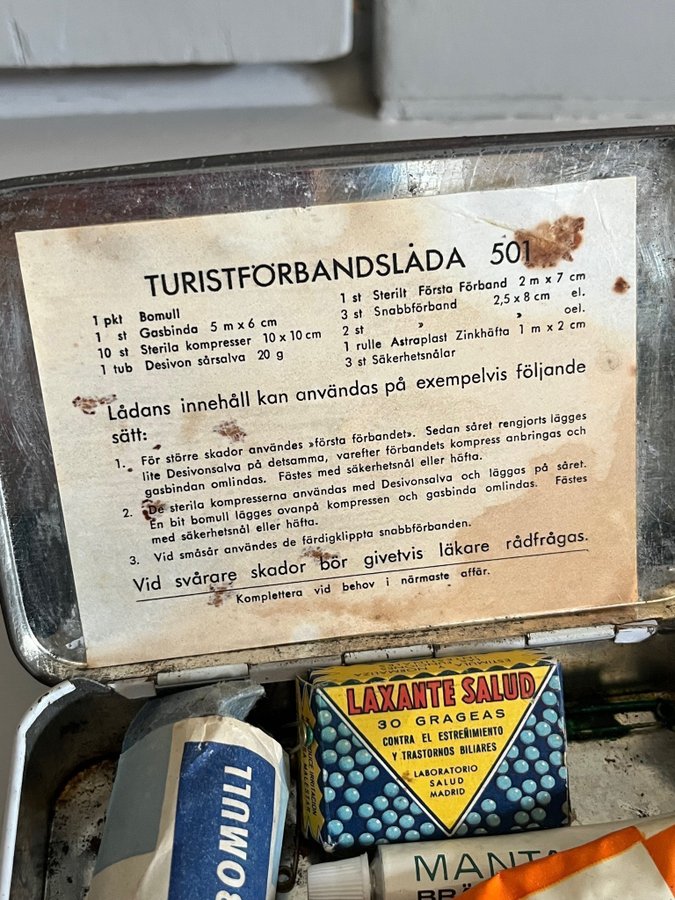 TURISTFÖRBANDSLÅDA 501
1 pkt Bomull
1 st Gasbinda 5 m x 6 cm
10 st Sterila kompresser 10 x 10 cm
1 tub Desivon sårsalva 20 g
1 st Sterilt Första Förband 2 m x 7 cm
3 st Snabbförband 2,5 x 8 cm el.
2 st » » oel.
1 rulle Astraplast Zinkhäfta 1 m x 2 cm
3 st Säkerhetsnålar
Lådans innehåll kan användas på exempelvis följande
sätt:
1. För större skador användes »första förbandet». Sedan såret rengjorts lägges
lite Desivonsalva på detsamma, varefter förbandets kompress anbringas och
gasbindan omlindas. Fästes med säkerhetsnål eller häfta.
2. De sterila kompresserna användas med Desivonsalva och läggas på såret.
En bit bomull lägges ovanpå kompressen och gasbinda omlindas. Fästes
med säkerhetsnål eller häfta.
3. Vid småsår användes de färdigklippta snabbförbanden.
Vid svårare skador bör givetvis läkare rådfrågas.
Komplettera vid behov i närmaste affär.
LAXANTE SALUD
30 GRAGEAS
CONTRA EL ESTREÑIMIENTO
Y TRASTORNOS BILIARES
LABORATORIO
SALUD
MADRID
BOMULL